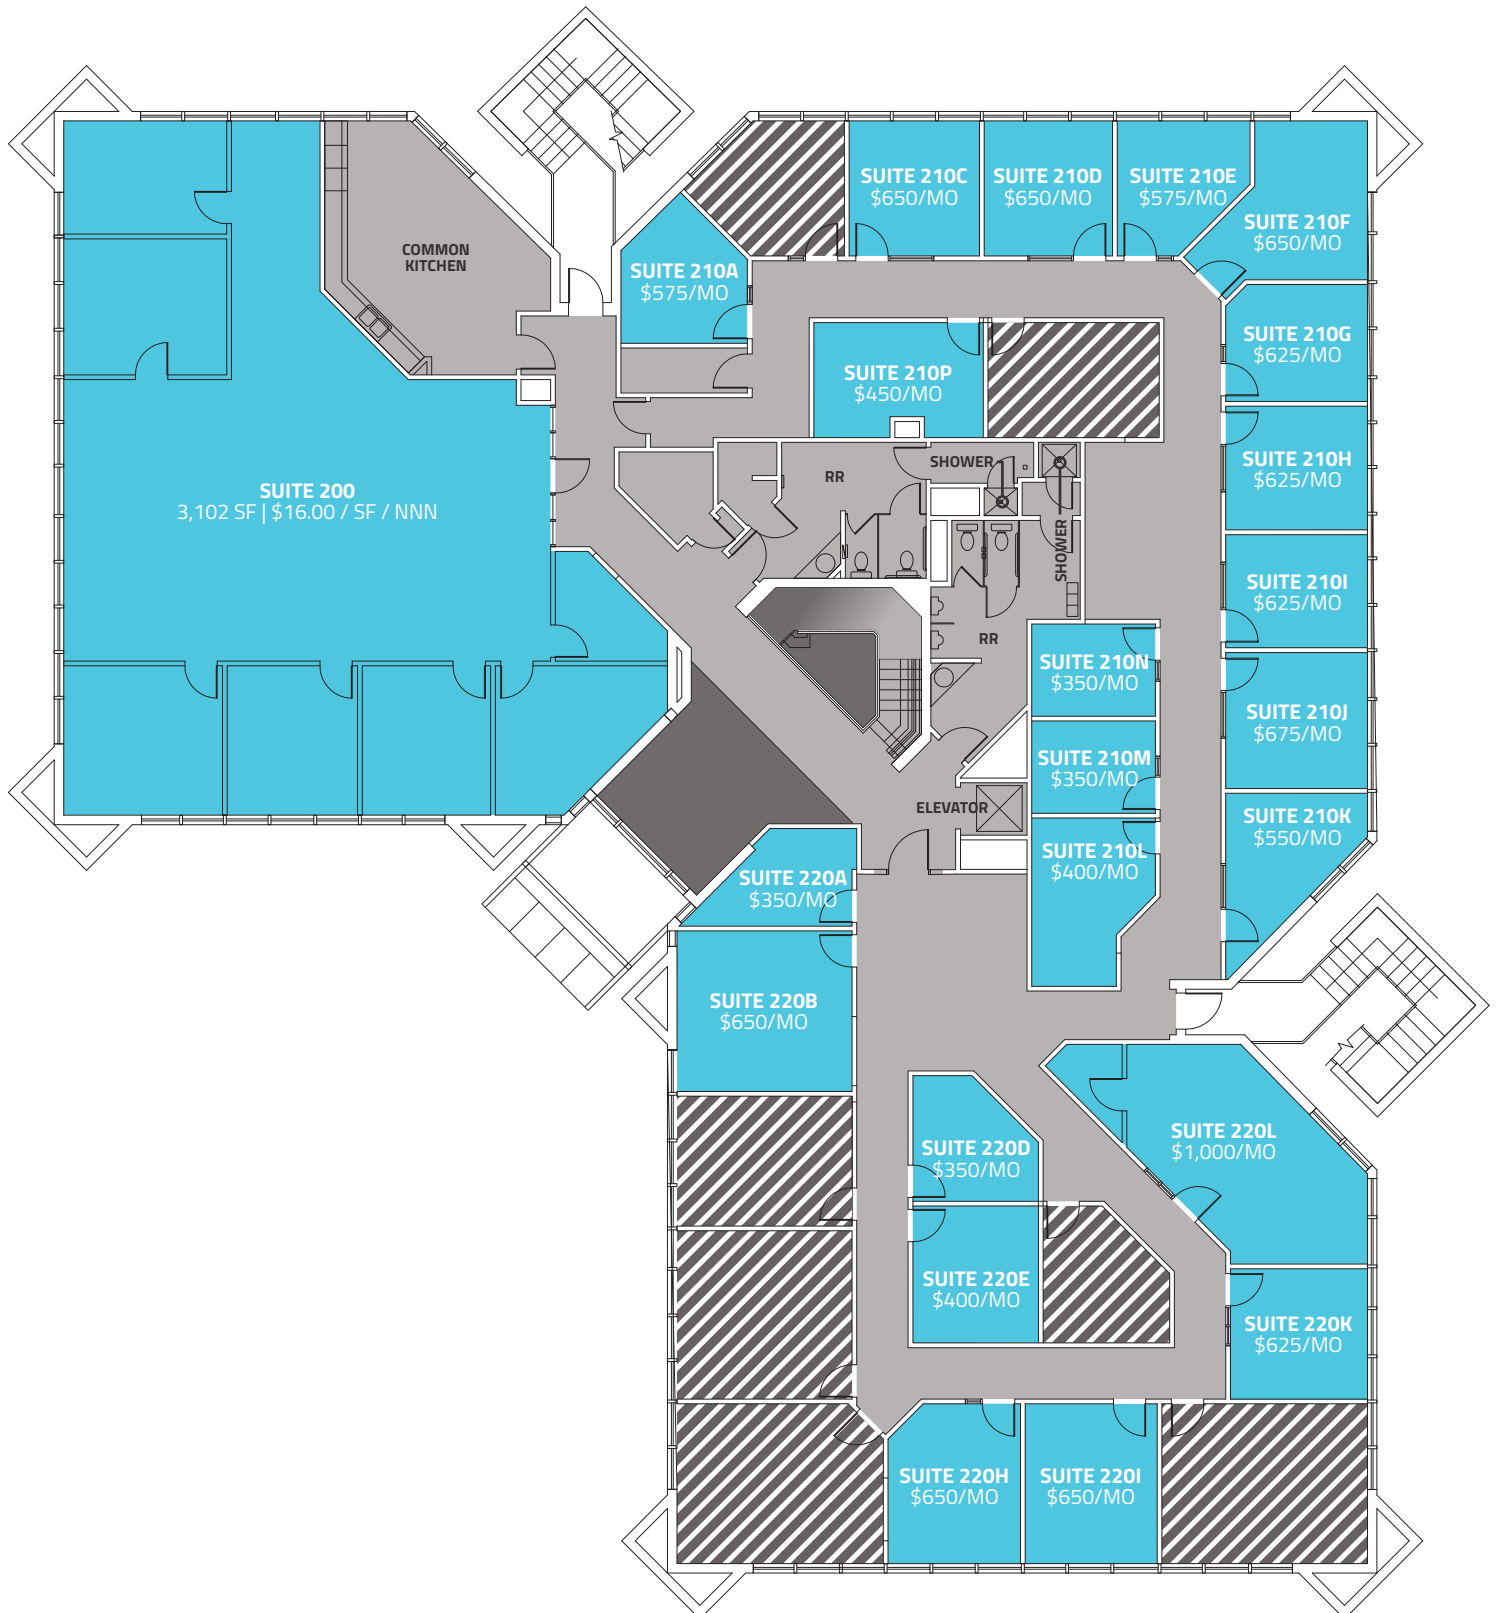 SUITE 210C
$650/MO
SUITE 210D
$650/MO
SUITE 210E
$575/MO
SUITE 210F
$650/MO
COMMON
KITCHEN
SUITE 210A
$575/MO
SUITE 210G
$625/MO
SUITE 210P
$450/MO
SUITE 210H
$625/MO
SHOWER
RR
SUITE 200
3,102 SF | $16.00 / SF / NNN
SHOWER
SUITE 210I
$625/MO
RR
SUITE 210N
$350/MO
SUITE 210J
$675/MO
SUITE 210M
$350/MO
ELEVATOR
SUITE 210K
$550/MO
SUITE 210L
$400/MO
SUITE 220A
$350/MO
SUITE 220B
$650/MO
SUITE 220D
$350/MO
SUITE 220L
$1,000/MO
SUITE 220E
$400/MO
SUITE 220K
$625/MO
SUITE 220H
$650/MO
SUITE 220I
$650/MO